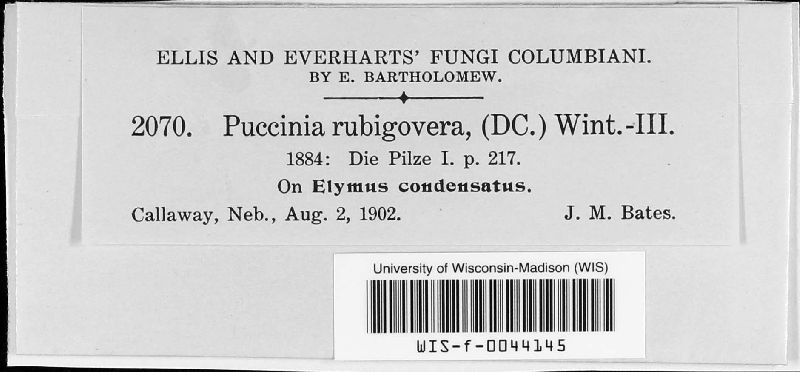 ELLIS AND EVERHARTS' FUNGI COLUMBIANI.
BY E. BARTHOLOMEW.
2070. Puccinia rubigovera, (DC.) Wint.-III.
1884: Die Pilze I. p. 217.
On Elymus condensatus.
Callaway, Neb., Aug. 2, 1902. J. M. Bates.
University of Wisconsin-Madison (WIS)
WIS-f-0044145